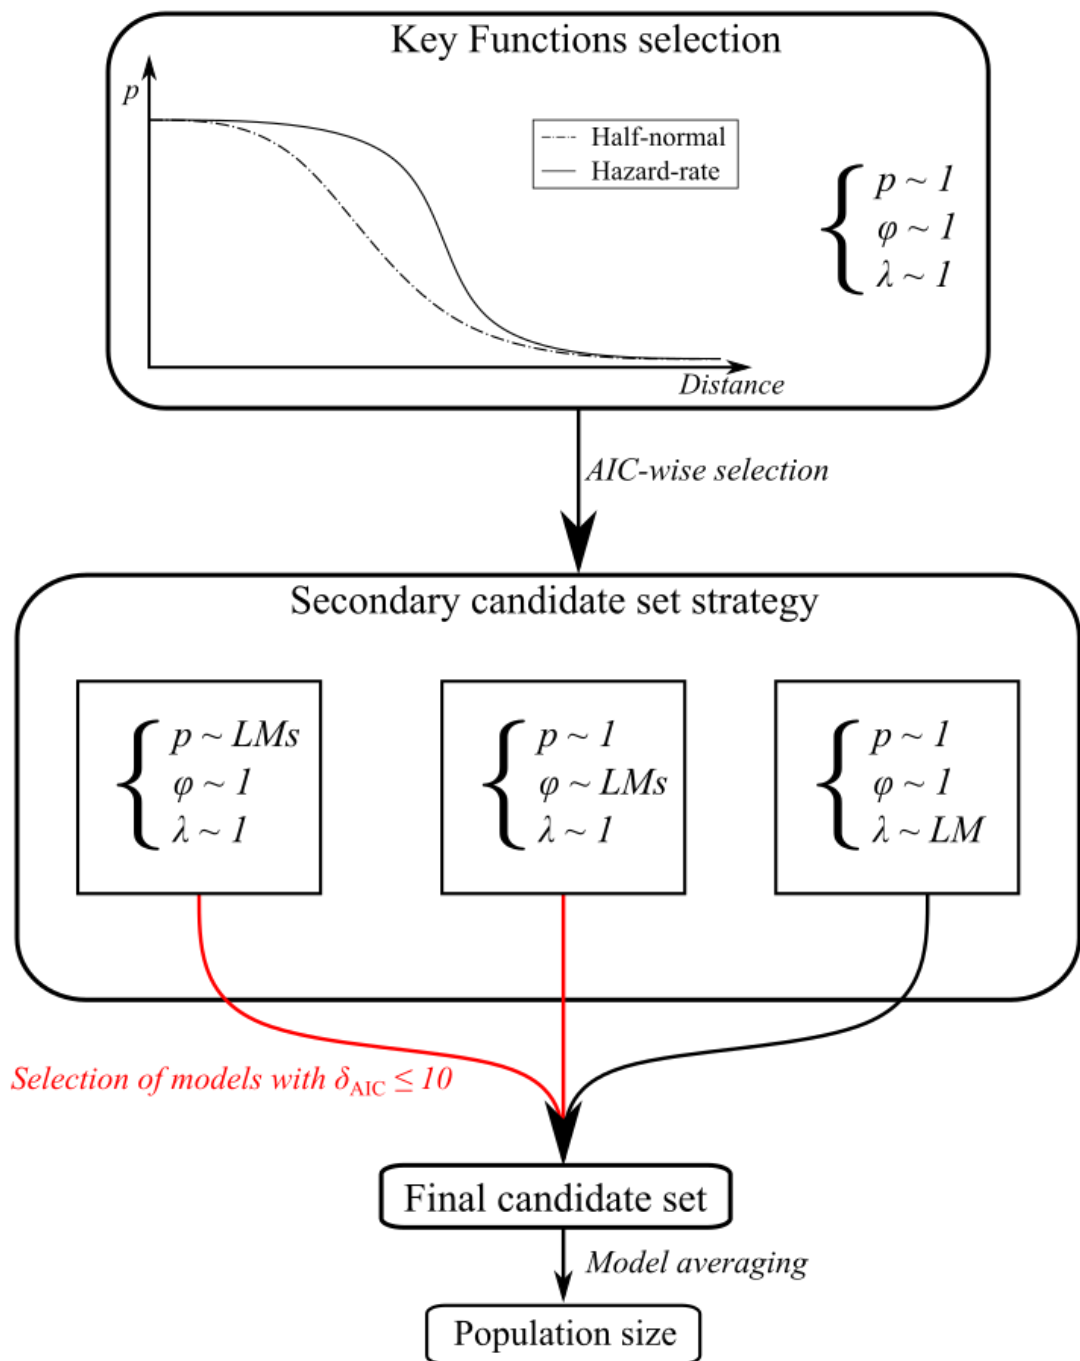 Key Functions selection
p
Half-normal
Hazard-rate
p ~ 1
φ ~ 1
λ ~ 1
Distance
AIC-wise selection
Secondary candidate set strategy
p ~ LMs
φ ~ 1
λ ~ 1
p ~ 1
φ ~ LMs
λ ~ 1
p ~ 1
φ ~ 1
λ ~ LM
Selection of models with δAIC ≤ 10
Final candidate set
Model averaging
Population size